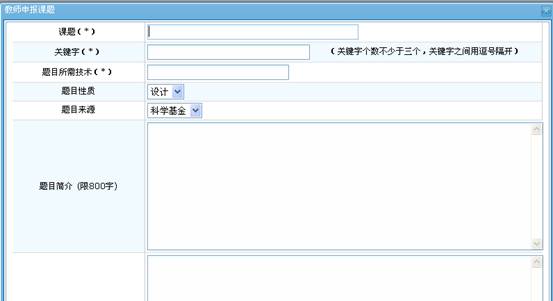 教师申报课题
课题(*)
关键字(*) (关键字个数不少于三个,关键字之间用逗号隔开)
题目所需技术(*)
题目性质 设计
题目来源 科学基金
题目简介 (限800字)